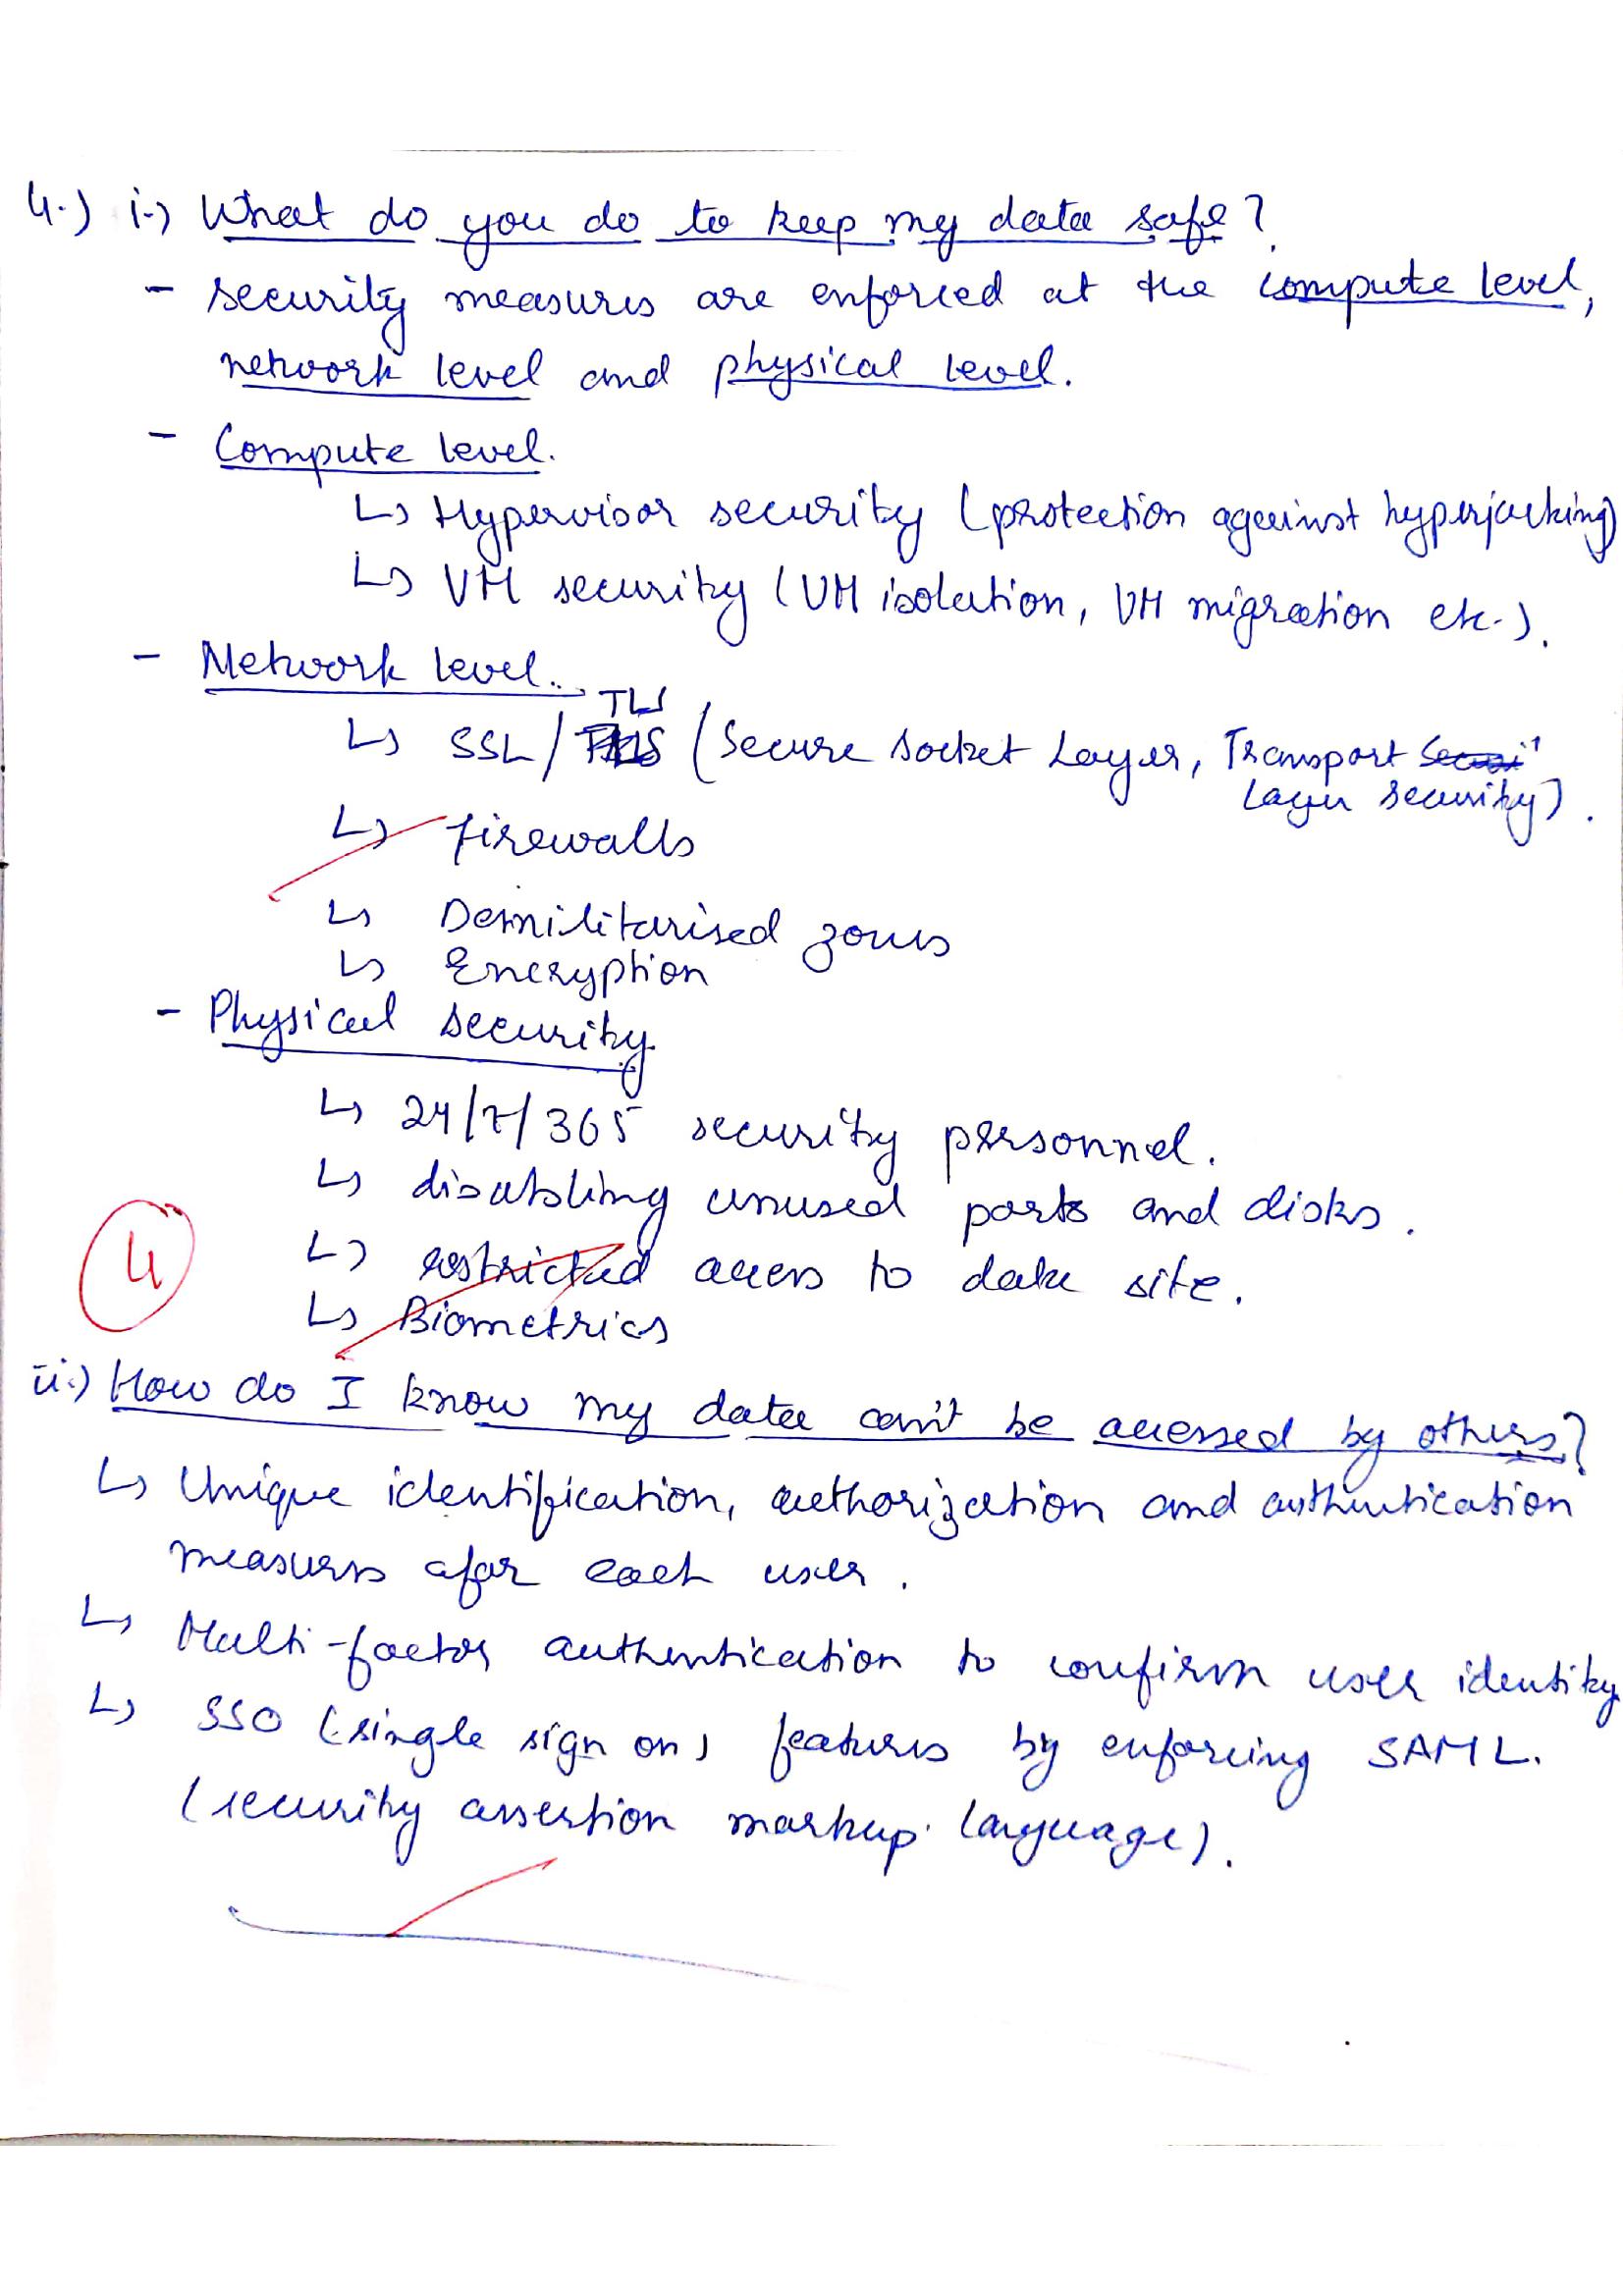 4.) i.) What do you do to keep my data safe?
- security measures are enforced at the compute level,
network level and physical level.
- Compute level.
↳ Hypervisor security (protection against hyperjacking)
↳ VM security (VM isolation, VM migration etc.).
- Network level.
TLS
↳ SSL/ (Secure Socket Layer, Transport
Layer security).
↳ firewalls
↳ Demilitarised zones
↳ Encryption
- Physical security
↳ 24/7/365 security personnel.
↳ disabling unused ports and disks.
↳ restricted access to data site.
4
↳ Biometrics
ii.) How do I know my data can't be accessed by others?
↳ Unique identification, authorization and authentication
measures for each user.
↳ Multi-factor authentication to confirm user identity
↳ SSO (single sign on) features by enforcing SAML.
(security assertion markup language).